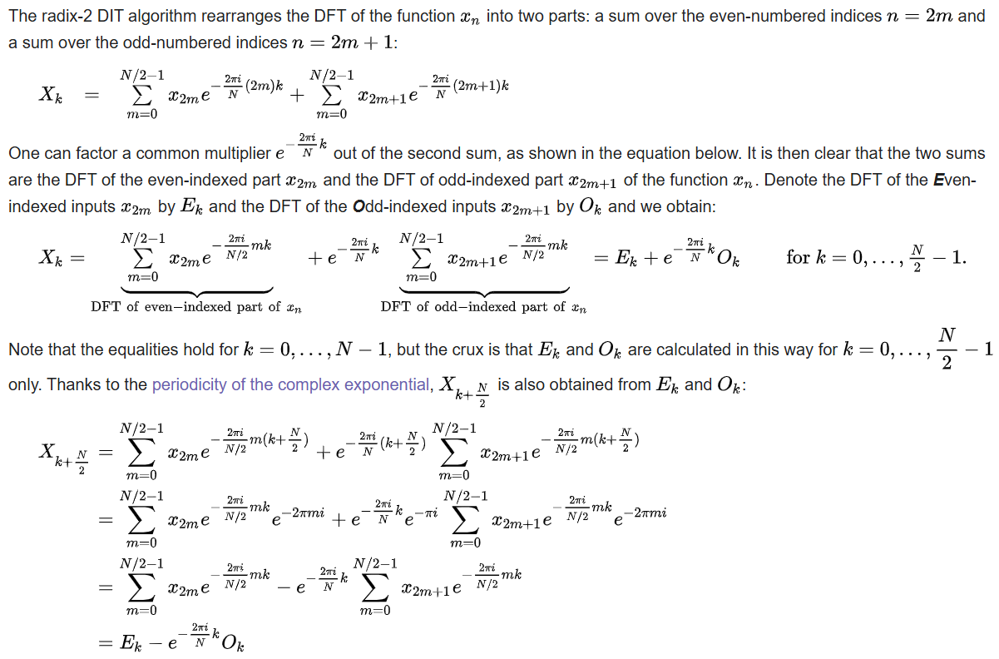 The radix-2 DIT algorithm rearranges the DFT of the function $x_n$ into two parts: a sum over the even-numbered indices $n = 2m$ and
a sum over the odd-numbered indices $n = 2m + 1$:
$X_k = \sum_{m=0}^{N/2-1} x_{2m} e^{-\frac{2\pi i}{N}(2m)k} + \sum_{m=0}^{N/2-1} x_{2m+1} e^{-\frac{2\pi i}{N}(2m+1)k}$
One can factor a common multiplier $e^{-\frac{2\pi i}{N}k}$ out of the second sum, as shown in the equation below. It is then clear that the two sums
are the DFT of the even-indexed part $x_{2m}$ and the DFT of odd-indexed part $x_{2m+1}$ of the function $x_n$. Denote the DFT of the Even-
indexed inputs $x_{2m}$ by $E_k$ and the DFT of the Odd-indexed inputs $x_{2m+1}$ by $O_k$ and we obtain:
$X_k = \underbrace{\sum_{m=0}^{N/2-1} x_{2m} e^{-\frac{2\pi i}{N/2}mk}}_{\text{DFT of even-indexed part of } x_n} + e^{-\frac{2\pi i}{N}k} \underbrace{\sum_{m=0}^{N/2-1} x_{2m+1} e^{-\frac{2\pi i}{N/2}mk}}_{\text{DFT of odd-indexed part of } x_n} = E_k + e^{-\frac{2\pi i}{N}k} O_k \quad \text{for } k = 0, \ldots, \frac{N}{2} - 1.$
Note that the equalities hold for $k = 0, \ldots, N - 1$, but the crux is that $E_k$ and $O_k$ are calculated in this way for $k = 0, \ldots, \frac{N}{2} - 1$
only. Thanks to the periodicity of the complex exponential, $X_{k+\frac{N}{2}}$ is also obtained from $E_k$ and $O_k$:
$X_{k+\frac{N}{2}} = \sum_{m=0}^{N/2-1} x_{2m} e^{-\frac{2\pi i}{N/2}m(k+\frac{N}{2})} + e^{-\frac{2\pi i}{N}(k+\frac{N}{2})} \sum_{m=0}^{N/2-1} x_{2m+1} e^{-\frac{2\pi i}{N/2}m(k+\frac{N}{2})}$
$= \sum_{m=0}^{N/2-1} x_{2m} e^{-\frac{2\pi i}{N/2}mk} e^{-2\pi mi} + e^{-\frac{2\pi i}{N}k} e^{-\pi i} \sum_{m=0}^{N/2-1} x_{2m+1} e^{-\frac{2\pi i}{N/2}mk} e^{-2\pi mi}$
$= \sum_{m=0}^{N/2-1} x_{2m} e^{-\frac{2\pi i}{N/2}mk} - e^{-\frac{2\pi i}{N}k} \sum_{m=0}^{N/2-1} x_{2m+1} e^{-\frac{2\pi i}{N/2}mk}$
$= E_k - e^{-\frac{2\pi i}{N}k} O_k$